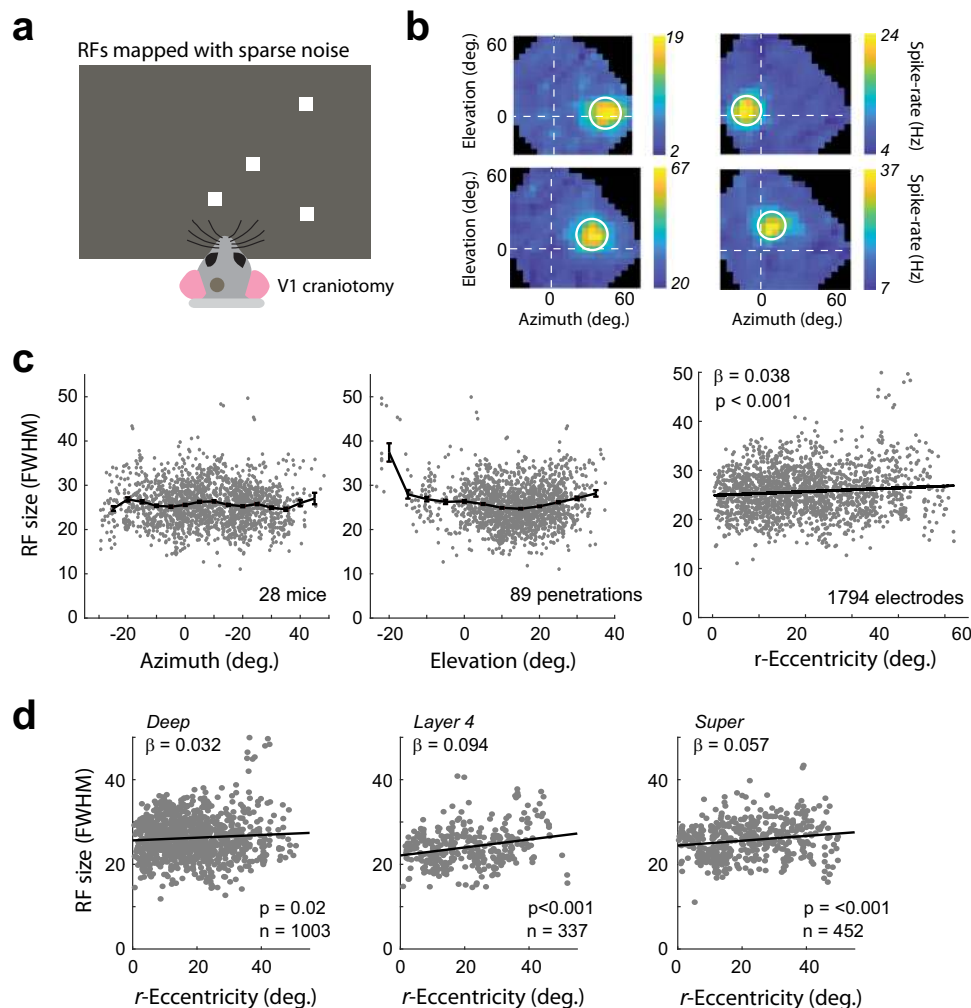 a
RFs mapped with sparse noise
V1 craniotomy
b
Elevation (deg.)
60
0
19
2
24
4
Spike-rate (Hz)
Elevation (deg.)
60
0
67
20
37
7
Spike-rate (Hz)
0
60
Azimuth (deg.)
0
60
Azimuth (deg.)
c
RF size (FWHM)
50
40
30
20
10
0
28 mice
-20
0
-20
40
Azimuth (deg.)
50
40
30
20
10
0
89 penetrations
-20
0
20
40
Elevation (deg.)
50
40
30
20
10
0
β = 0.038
p < 0.001
1794 electrodes
0
20
40
60
r-Eccentricity (deg.)
d
RF size (FWHM)
Deep
β = 0.032
40
20
0
p = 0.02
n = 1003
0
20
40
r-Eccentricity (deg.)
Layer 4
β = 0.094
40
20
0
p<0.001
n = 337
0
20
40
r-Eccentricity (deg.)
Super
β = 0.057
40
20
0
p = <0.001
n = 452
0
20
40
r-Eccentricity (deg.)